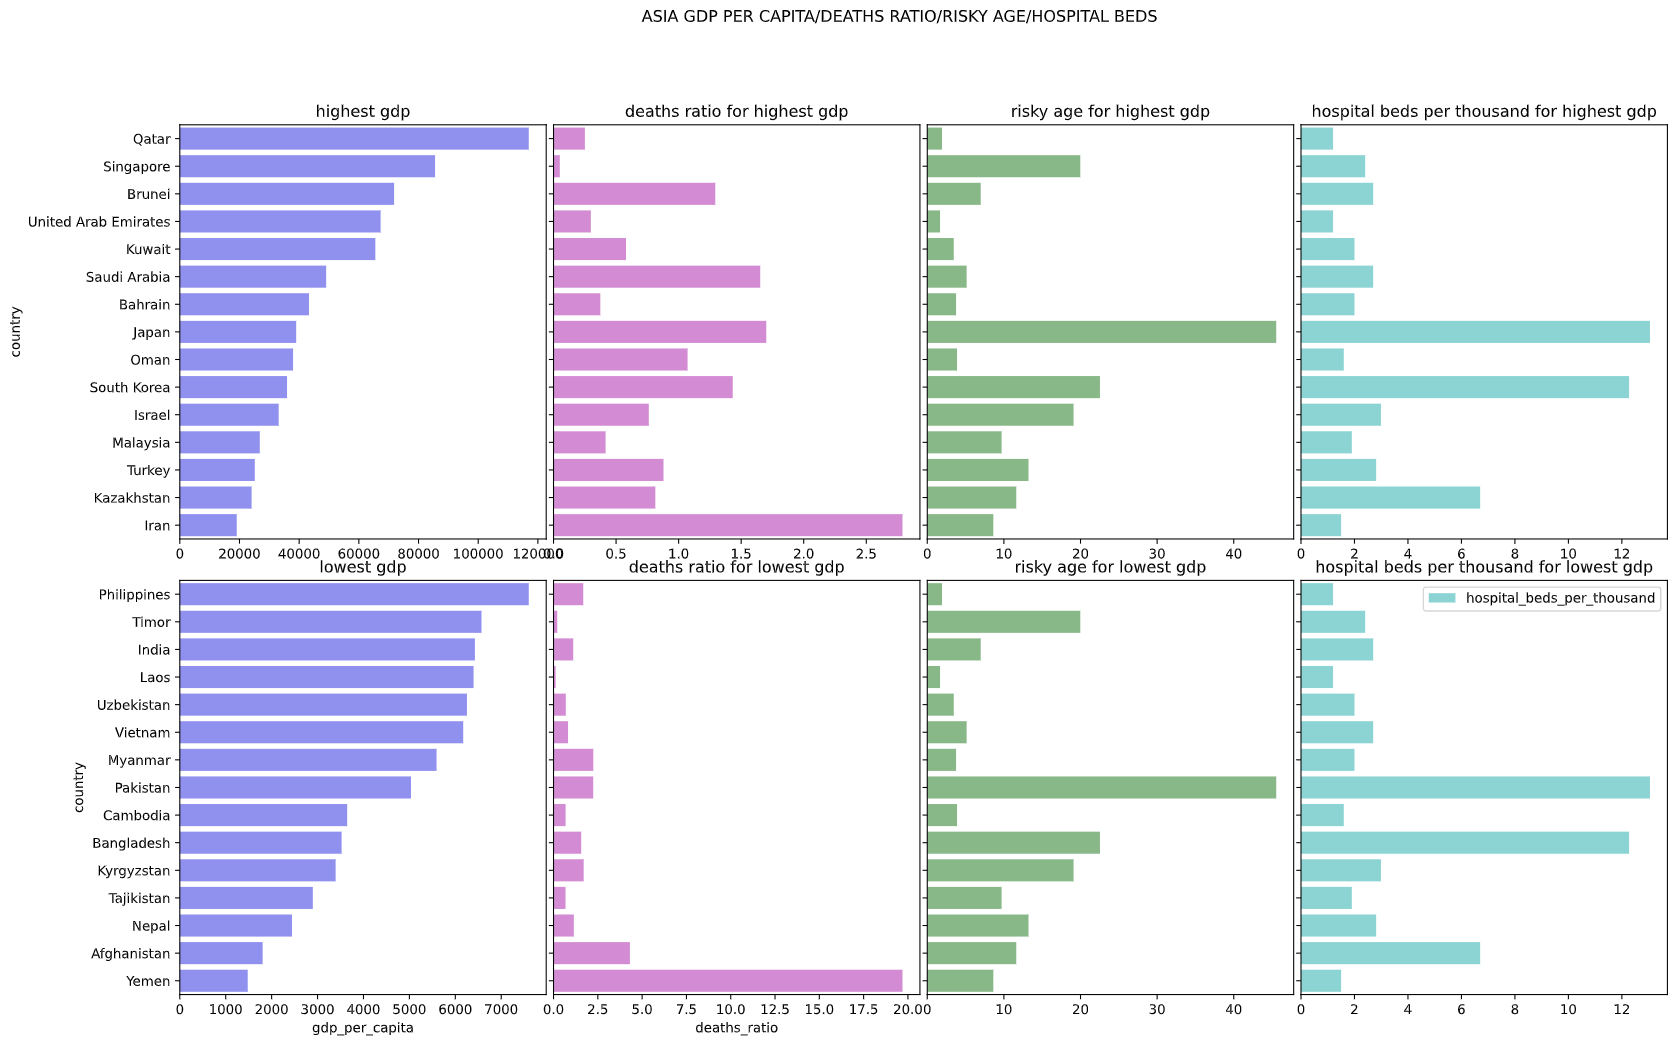 ASIA GDP PER CAPITA/DEATHS RATIO/RISKY AGE/HOSPITAL BEDS
highest gdp
deaths ratio for highest gdp
risky age for highest gdp
hospital beds per thousand for highest gdp
country
Qatar
Singapore
Brunei
United Arab Emirates
Kuwait
Saudi Arabia
Bahrain
Japan
Oman
South Korea
Israel
Malaysia
Turkey
Kazakhstan
Iran
0 20000 40000 60000 80000 100000 120000
0.0 0.5 1.0 1.5 2.0 2.5
0 10 20 30 40
0 2 4 6 8 10 12
lowest gdp
deaths ratio for lowest gdp
risky age for lowest gdp
hospital beds per thousand for lowest gdp
hospital_beds_per_thousand
country
Philippines
Timor
India
Laos
Uzbekistan
Vietnam
Myanmar
Pakistan
Cambodia
Bangladesh
Kyrgyzstan
Tajikistan
Nepal
Afghanistan
Yemen
0 1000 2000 3000 4000 5000 6000 7000
0.0 2.5 5.0 7.5 10.0 12.5 15.0 17.5 20.0
0 10 20 30 40
0 2 4 6 8 10 12
gdp_per_capita
deaths_ratio